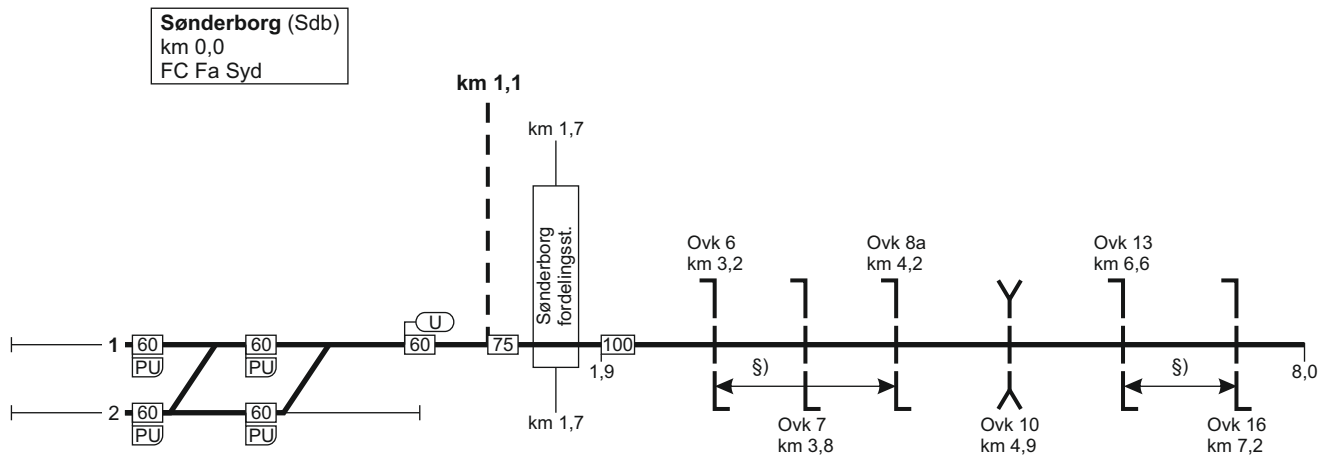 Sønderborg (Sdb)
km 0,0
FC Fa Syd
km 1,1
km 1,7
Sønderborg
fordelingsst.
Ovk 6
km 3,2
Ovk 8a
km 4,2
Ovk 13
km 6,6
U
1
60
60
60
75
100
PU
PU
1,9
§)
§)
8,0
2
60
60
PU
PU
km 1,7
Ovk 7
km 3,8
Ovk 10
km 4,9
Ovk 16
km 7,2